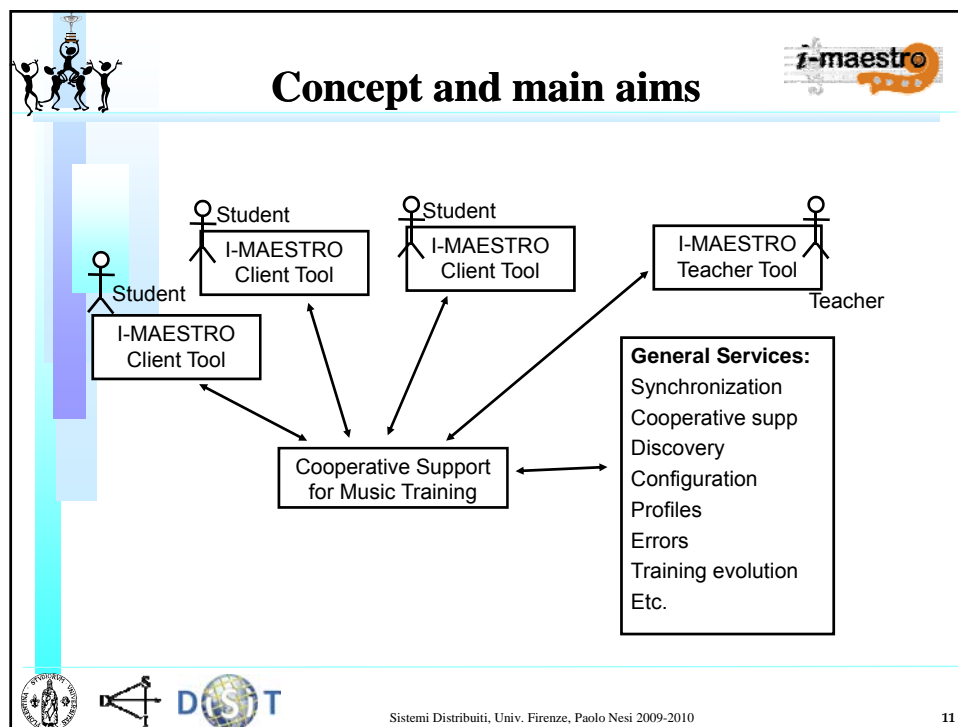 Concept and main aims
i-maestro
Student
I-MAESTRO
Client Tool
Student
I-MAESTRO
Client Tool
Student
I-MAESTRO
Client Tool
I-MAESTRO
Teacher Tool
Teacher
Cooperative Support
for Music Training
General Services:
Synchronization
Cooperative supp
Discovery
Configuration
Profiles
Errors
Training evolution
Etc.
D S I
DISIT
Sistemi Distribuiti, Univ. Firenze, Paolo Nesi 2009-2010
11